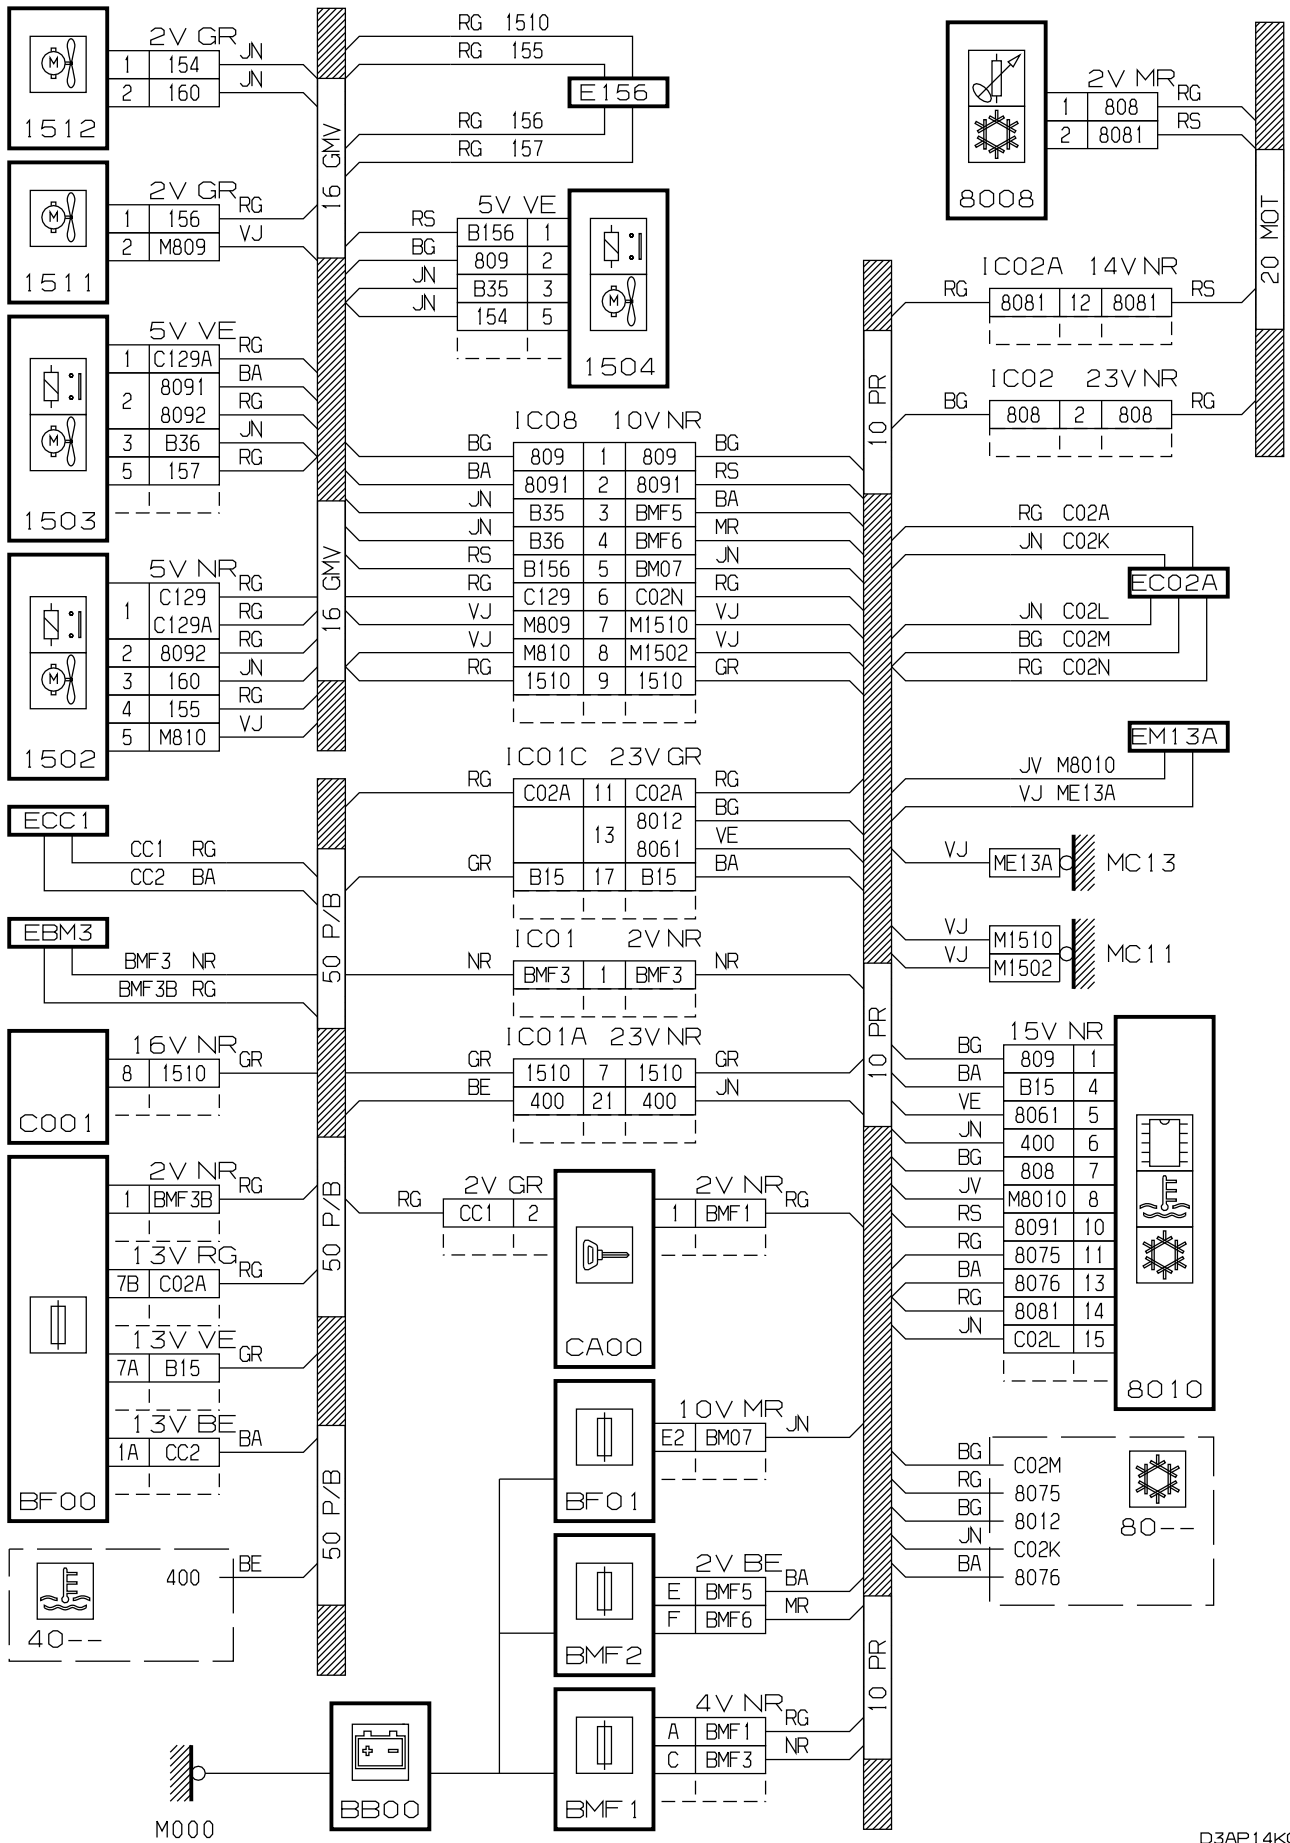 2V GR
1 154 JN
2 160 JN
1512
2V GR
1 156 RG
2 M809 VJ
1511
5V VE
1 C129A RG
2 8091 BA
8092 RG
3 B36 JN
5 157 RG
1503
5V NR
1 C129 RG
C129A RG
2 8092 RG
3 160 JN
4 155 RG
5 M810 VJ
1502
ECC1
CC1 RG
CC2 BA
EBM3
BMF3 NR
BMF3B RG
16V NR
8 1510 GR
C001
2V NR
1 BMF3B RG
13V RG
7B C02A RG
13V VE
7A B15 GR
13V BE
1A CC2 BA
BF00
400 BE
40--
M000
16 GMV
16 GMV
50 P/B
50 P/B
50 P/B
RG 1510
RG 155
E156
RG 156
RG 157
5V VE
RS B156 1
BG 809 2
JN B35 3
JN 154 5
1504
IC08 10V NR
BG 809 1 809 BG
BA 8091 2 8091 RS
JN B35 3 BMF5 BA
JN B36 4 BMF6 MR
RS B156 5 BM07 JN
RG C129 6 C02N RG
VJ M809 7 M1510 VJ
VJ M810 8 M1502 VJ
RG 1510 9 1510 GR
IC01C 23V GR
RG C02A 11 C02A RG
13 8012 BG
8061 VE
GR B15 17 B15 BA
IC01 2V NR
NR BMF3 1 BMF3 NR
IC01A 23V NR
GR 1510 7 1510 GR
BE 400 21 400 JN
2V GR
RG CC1 2
2V NR
1 BMF1 RG
CA00
10V MR
E2 BM07 JN
BF01
2V BE
E BMF5 BA
F BMF6 MR
BMF2
4V NR
A BMF1 RG
C BMF3 NR
BMF1
BB00
10 PR
10 PR
10 PR
2V MR
1 808 RG
2 8081 RS
8008
20 MOT
IC02A 14V NR
RG 8081 12 8081 RS
IC02 23V NR
BG 808 2 808 RG
RG C02A
JN C02K
EC02A
JN C02L
BG C02M
RG C02N
EM13A
JV M8010
VJ ME13A
VJ ME13A MC13
VJ M1510
VJ M1502
MC11
15V NR
BG 809 1
BA B15 4
VE 8061 5
JN 400 6
BG 808 7
JV M8010 8
RS 8091 10
RG 8075 11
BA 8076 13
RG 8081 14
JN C02L 15
8010
BG C02M
RG 8075
BG 8012
JN C02K
BA 8076
80--